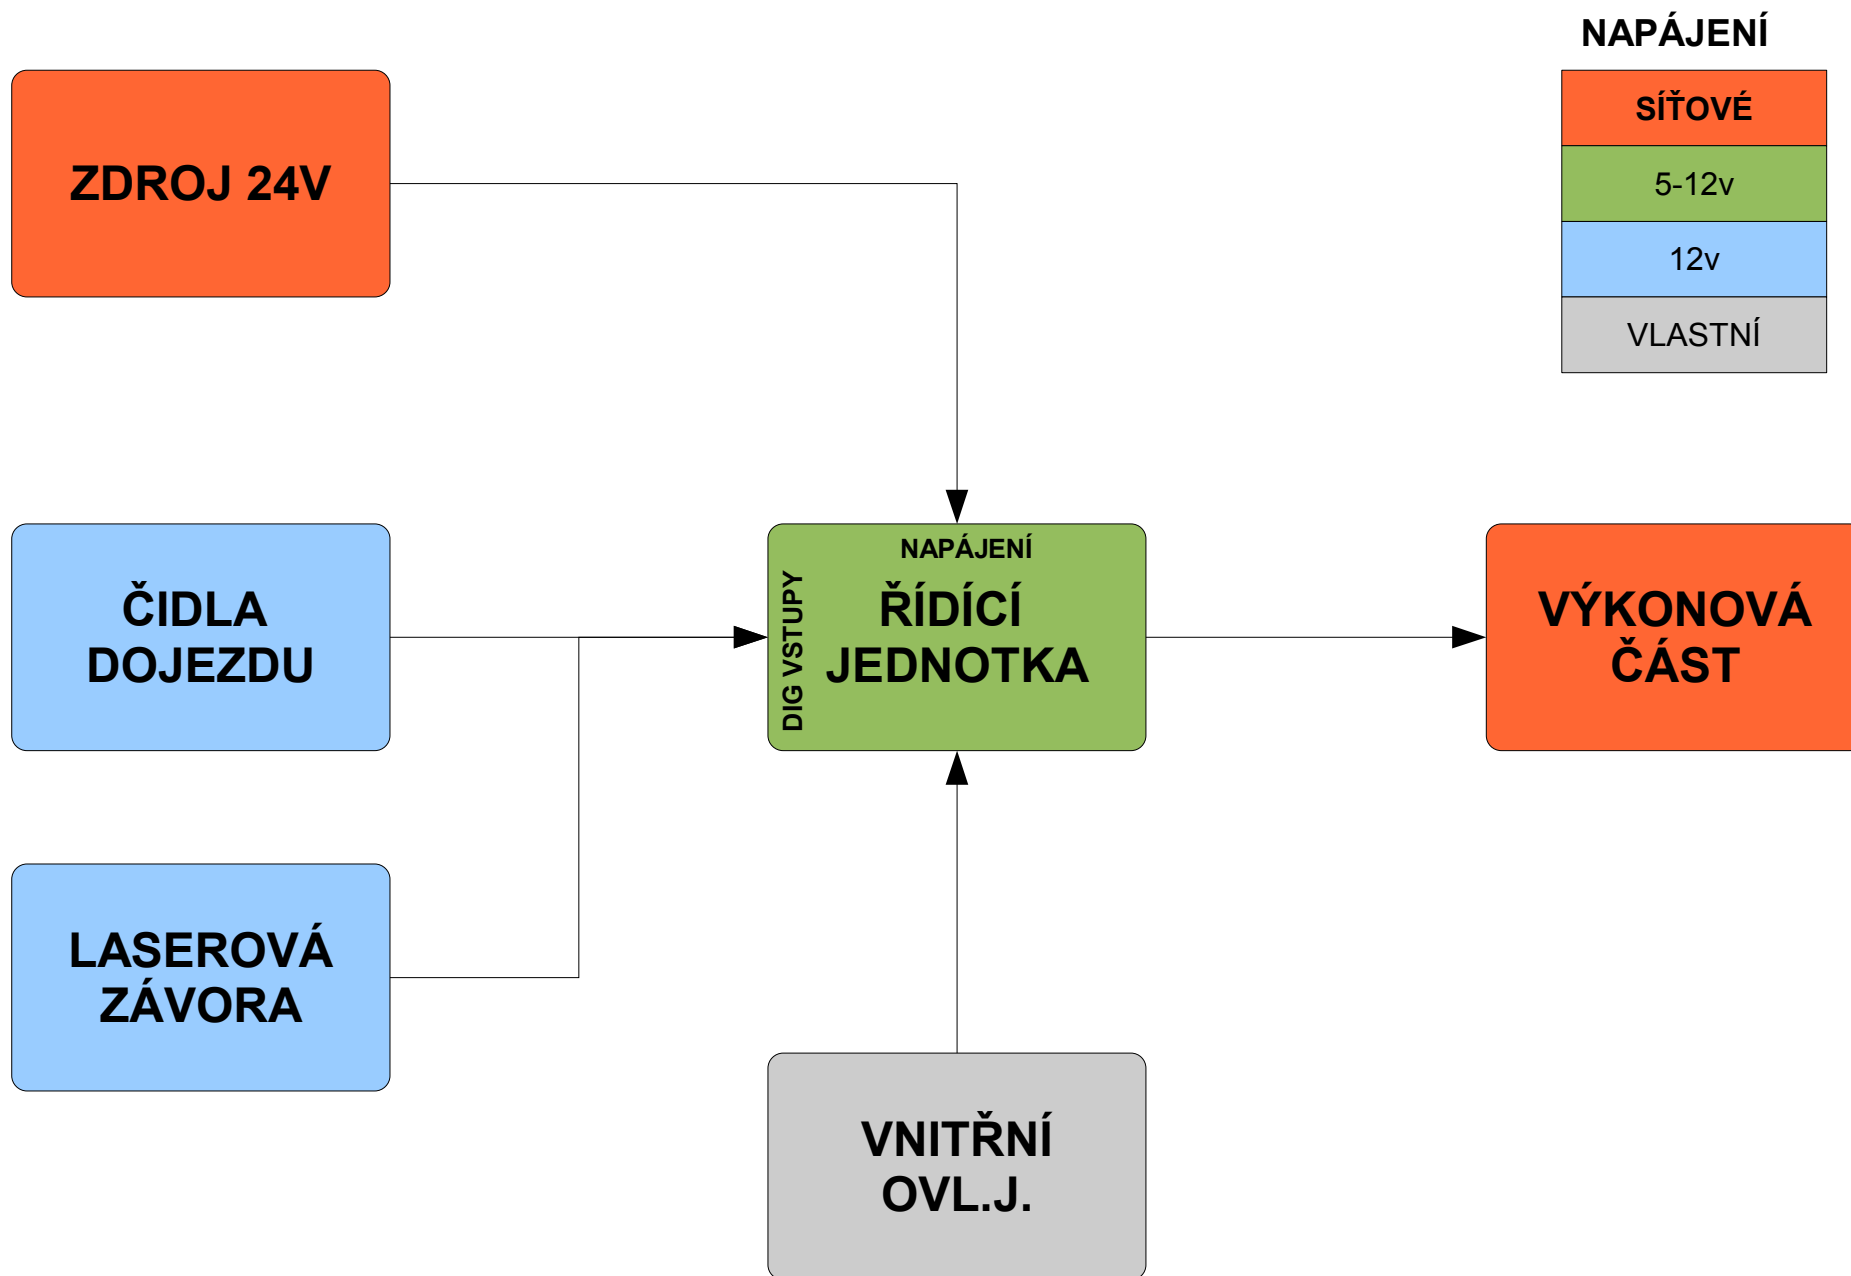 NAPÁJENÍ
SÍŤOVÉ
5-12v
12v
VLASTNÍ
ZDROJ 24V
ČIDLA
DOJEZDU
NAPÁJENÍ
DIG VSTUPY
ŘÍDÍCÍ
JEDNOTKA
VÝKONOVÁ
ČÁST
LASEROVÁ
ZÁVORA
VNITŘNÍ
OVL.J.